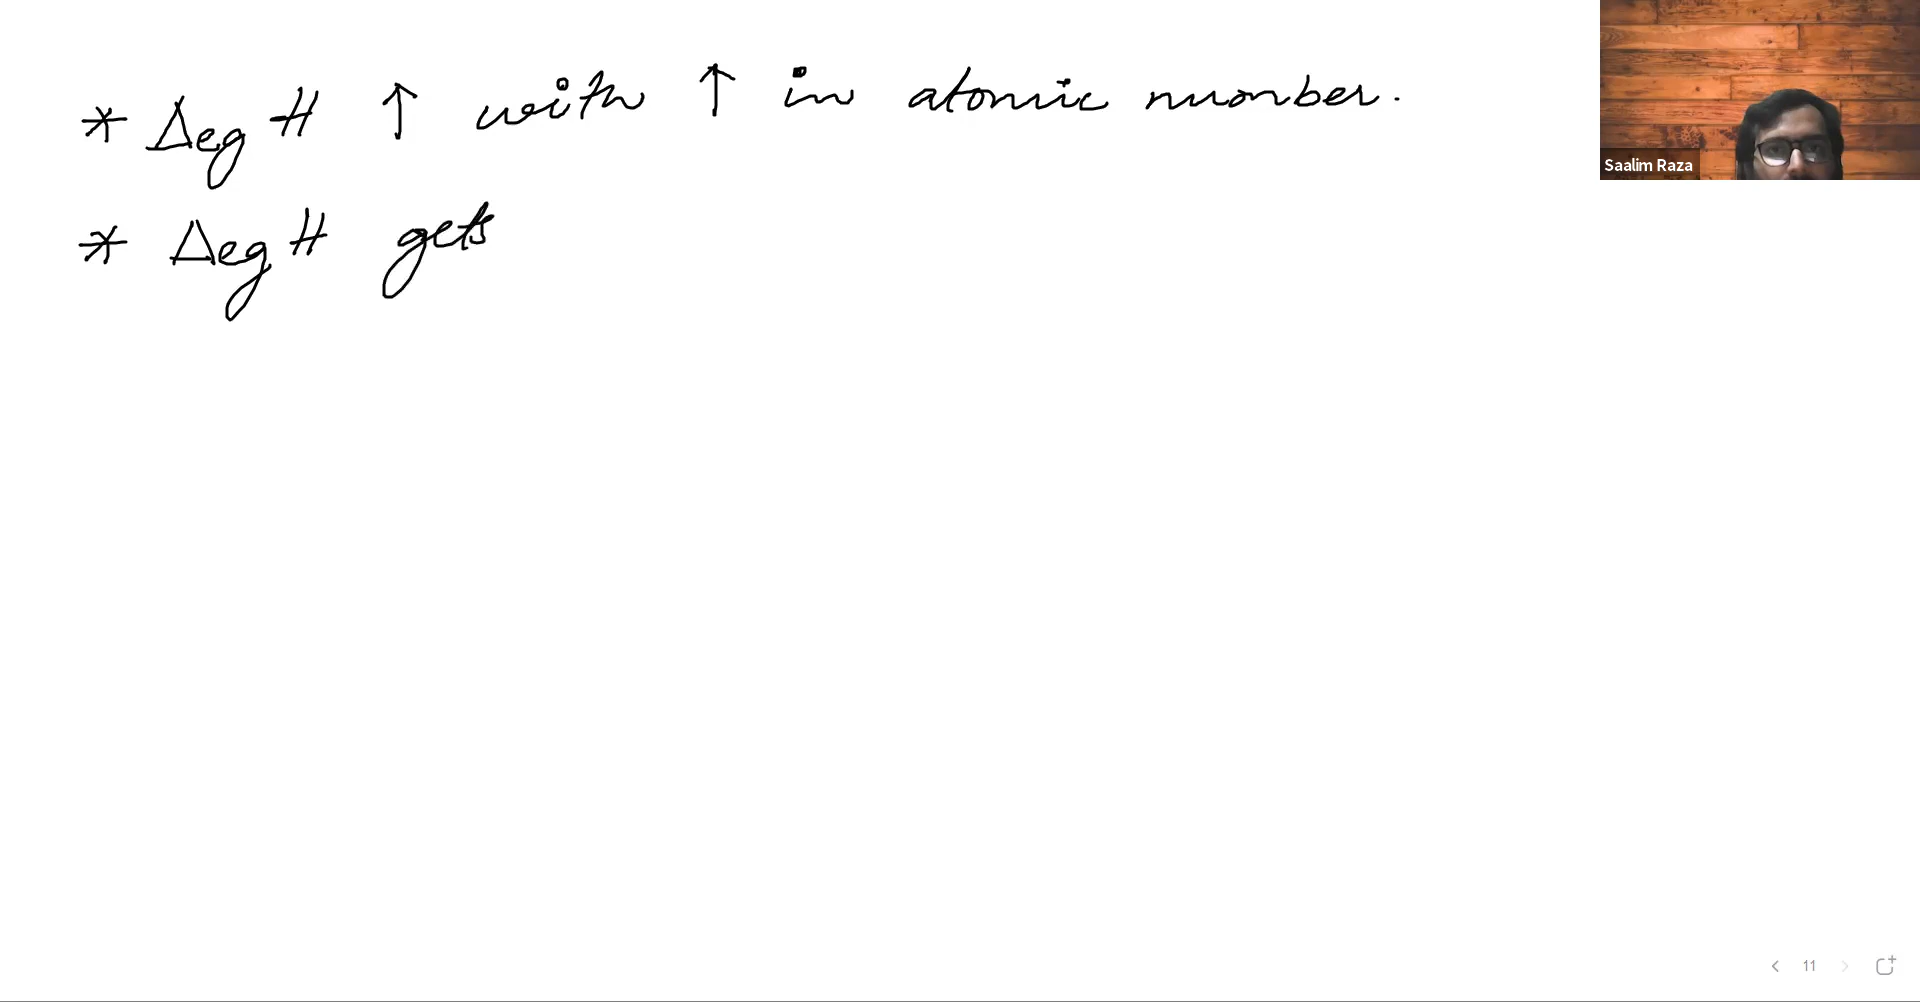 * ΔegH ↑ with ↑ in atomic number.
* ΔegH gets
Saalim Raza
11